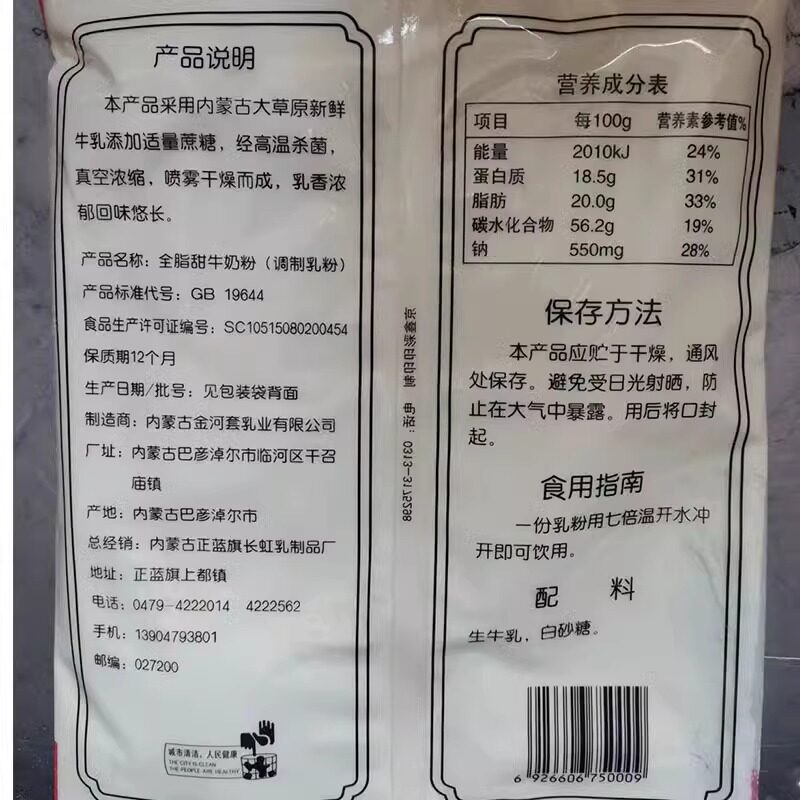 产品说明
本产品采用内蒙古大草原新鲜
牛乳添加适量蔗糖，经高温杀菌，
真空浓缩，喷雾干燥而成，乳香浓
郁回味悠长。
产品名称：全脂甜牛奶粉（调制乳粉）
产品标准代号：GB 19644
食品生产许可证编号：SC10515080200454
保质期12个月
生产日期/批号：见包装袋背面
制造商：内蒙古金河套乳业有限公司
厂址：内蒙古巴彦淖尔市临河区干召
庙镇
产地：内蒙古巴彦淖尔市
总经销：内蒙古正蓝旗长虹乳制品厂
地址：正蓝旗上都镇
电话：0479-4222014 4222562
手机：13904793801
邮编：027200
城市清洁，人民健康
THE CITY IS CLEAN
THE PEOPLE ARE HEALTHY
电话：0313-3175268
营养成分表
项目 每100g 营养素参考值%
能量 2010kJ 24%
蛋白质 18.5g 31%
脂肪 20.0g 33%
碳水化合物 56.2g 19%
钠 550mg 28%
保存方法
本产品应贮于干燥，通风
处保存。避免受日光射晒，防
止在大气中暴露。用后将口封
起。
食用指南
一份乳粉用七倍温开水冲
开即可饮用。
配 料
生牛乳，白砂糖。
6 926606 750009